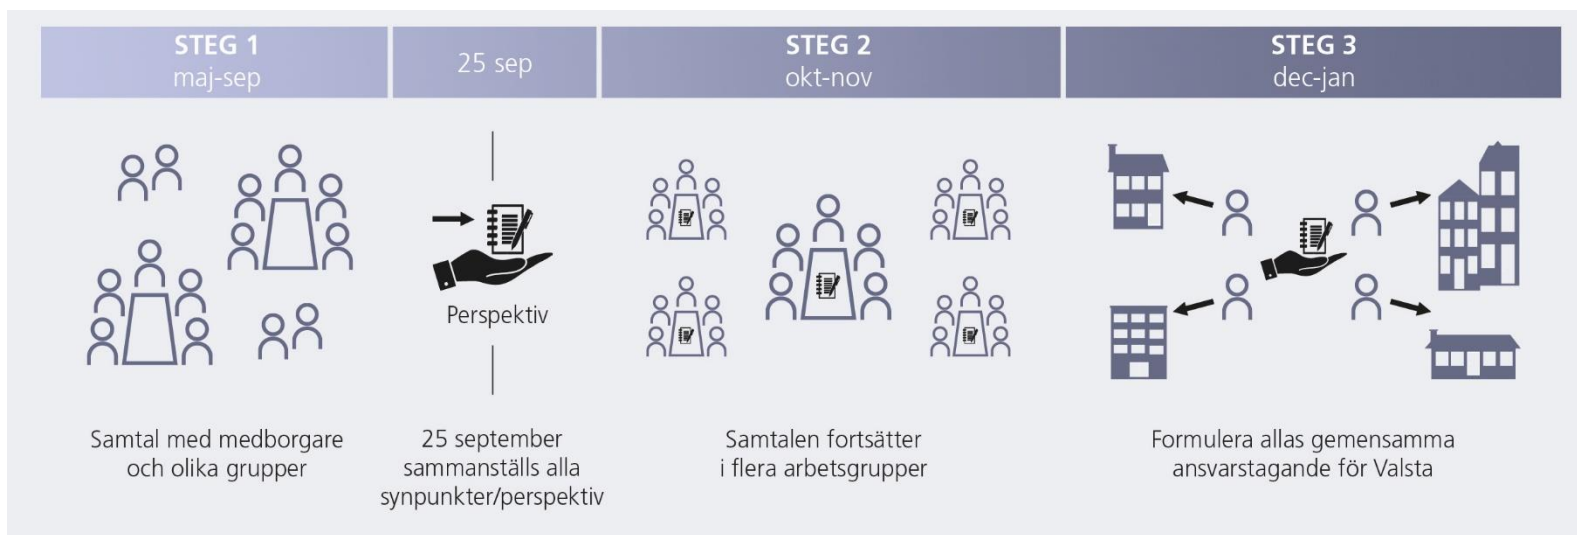 STEG 1
maj-sep
25 sep
STEG 2
okt-nov
STEG 3
dec-jan
Perspektiv
Samtal med medborgare
och olika grupper
25 september
sammanställs alla
synpunkter/perspektiv
Samtalen fortsätter
i flera arbetsgrupper
Formulera allas gemensamma
ansvarstagande för Valsta